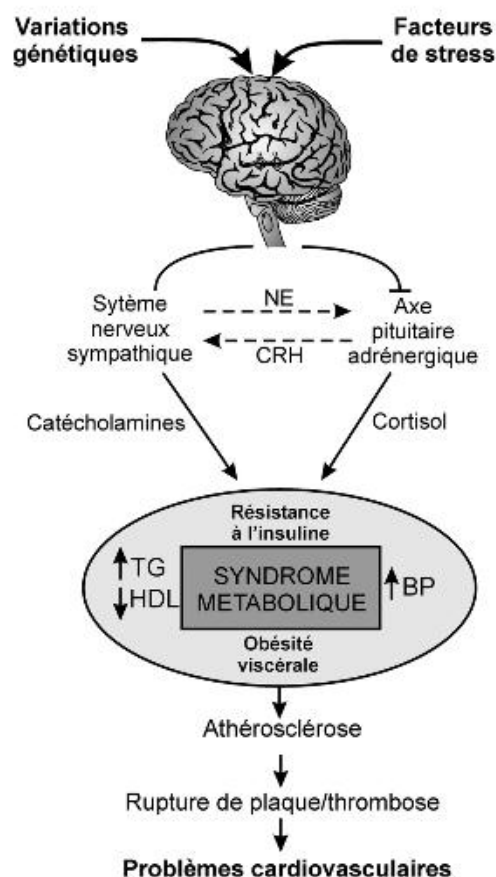 Variations
génétiques
Facteurs
de stress
Sytème
nerveux
sympathique
NE
CRH
Axe
pituitaire
adrénergique
Catécholamines
Cortisol
Résistance
à l'insuline
TG
HDL
SYNDROME
METABOLIQUE
BP
Obésité
viscérale
Athérosclérose
Rupture de plaque/thrombose
Problèmes cardiovasculaires